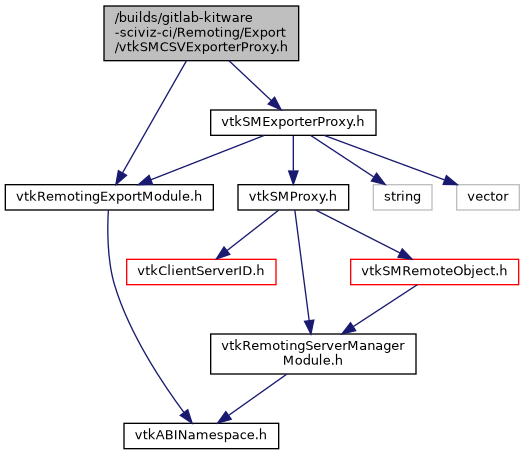 /builds/gitlab-kitware
-sciviz-ci/Remoting/Export
/vtkSMCSVExporterProxy.h
vtkSMExporterProxy.h
vtkRemotingExportModule.h
vtkSMProxy.h
string
vector
vtkClientServerID.h
vtkSMRemoteObject.h
vtkRemotingServerManager
Module.h
vtkABINamespace.h